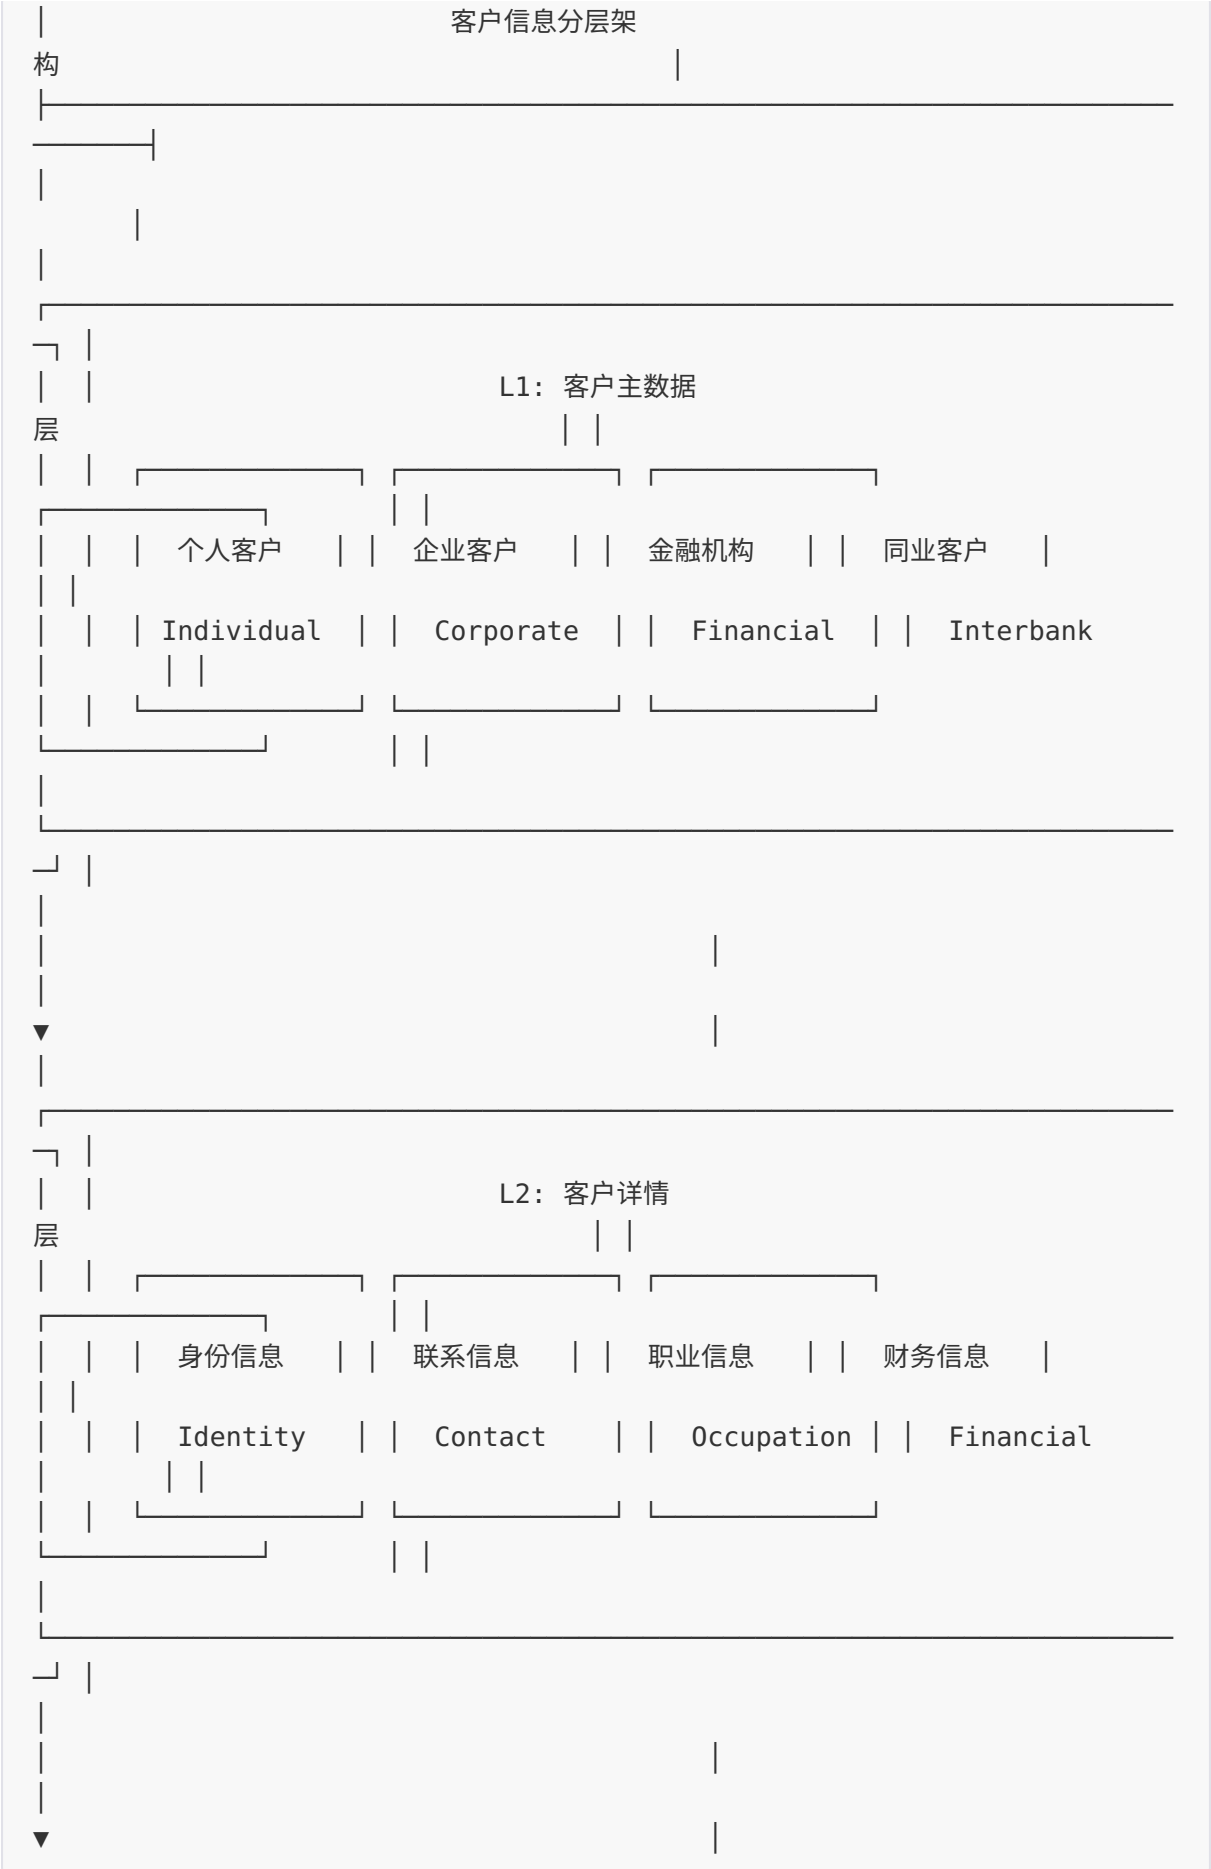 │                         客户信息分层架
构                                      │
├──────────────────────────────────────────────────────────────────────
───────┤
│
      │
│
┌──────────────────────────────────────────────────────────────────────
─┐ │
│  │                         L1: 客户主数据
层                               │ │
│  │  ┌──────────────┐ ┌──────────────┐ ┌──────────────┐
┌──────────────┐       │ │
│  │  │  个人客户   │ │  企业客户   │ │  金融机构   │ │  同业客户   │
│ │
│  │  │ Individual  │ │  Corporate  │ │  Financial  │ │  Interbank
│       │ │
│  │  └──────────────┘ └──────────────┘ └──────────────┘
└──────────────┘       │ │
│
└──────────────────────────────────────────────────────────────────────
─┘ │
│
│                                         │
│
▼                                         │
│
┌──────────────────────────────────────────────────────────────────────
─┐ │
│  │                         L2: 客户详情
层                                 │ │
│  │  ┌──────────────┐ ┌──────────────┐ ┌──────────────┐
┌──────────────┐       │ │
│  │  │  身份信息   │ │  联系信息   │ │  职业信息   │ │  财务信息   │
│ │
│  │  │  Identity   │ │  Contact    │ │  Occupation │ │  Financial
│       │ │
│  │  └──────────────┘ └──────────────┘ └──────────────┘
└──────────────┘       │ │
│
└──────────────────────────────────────────────────────────────────────
─┘ │
│
│                                         │
│
▼                                         │